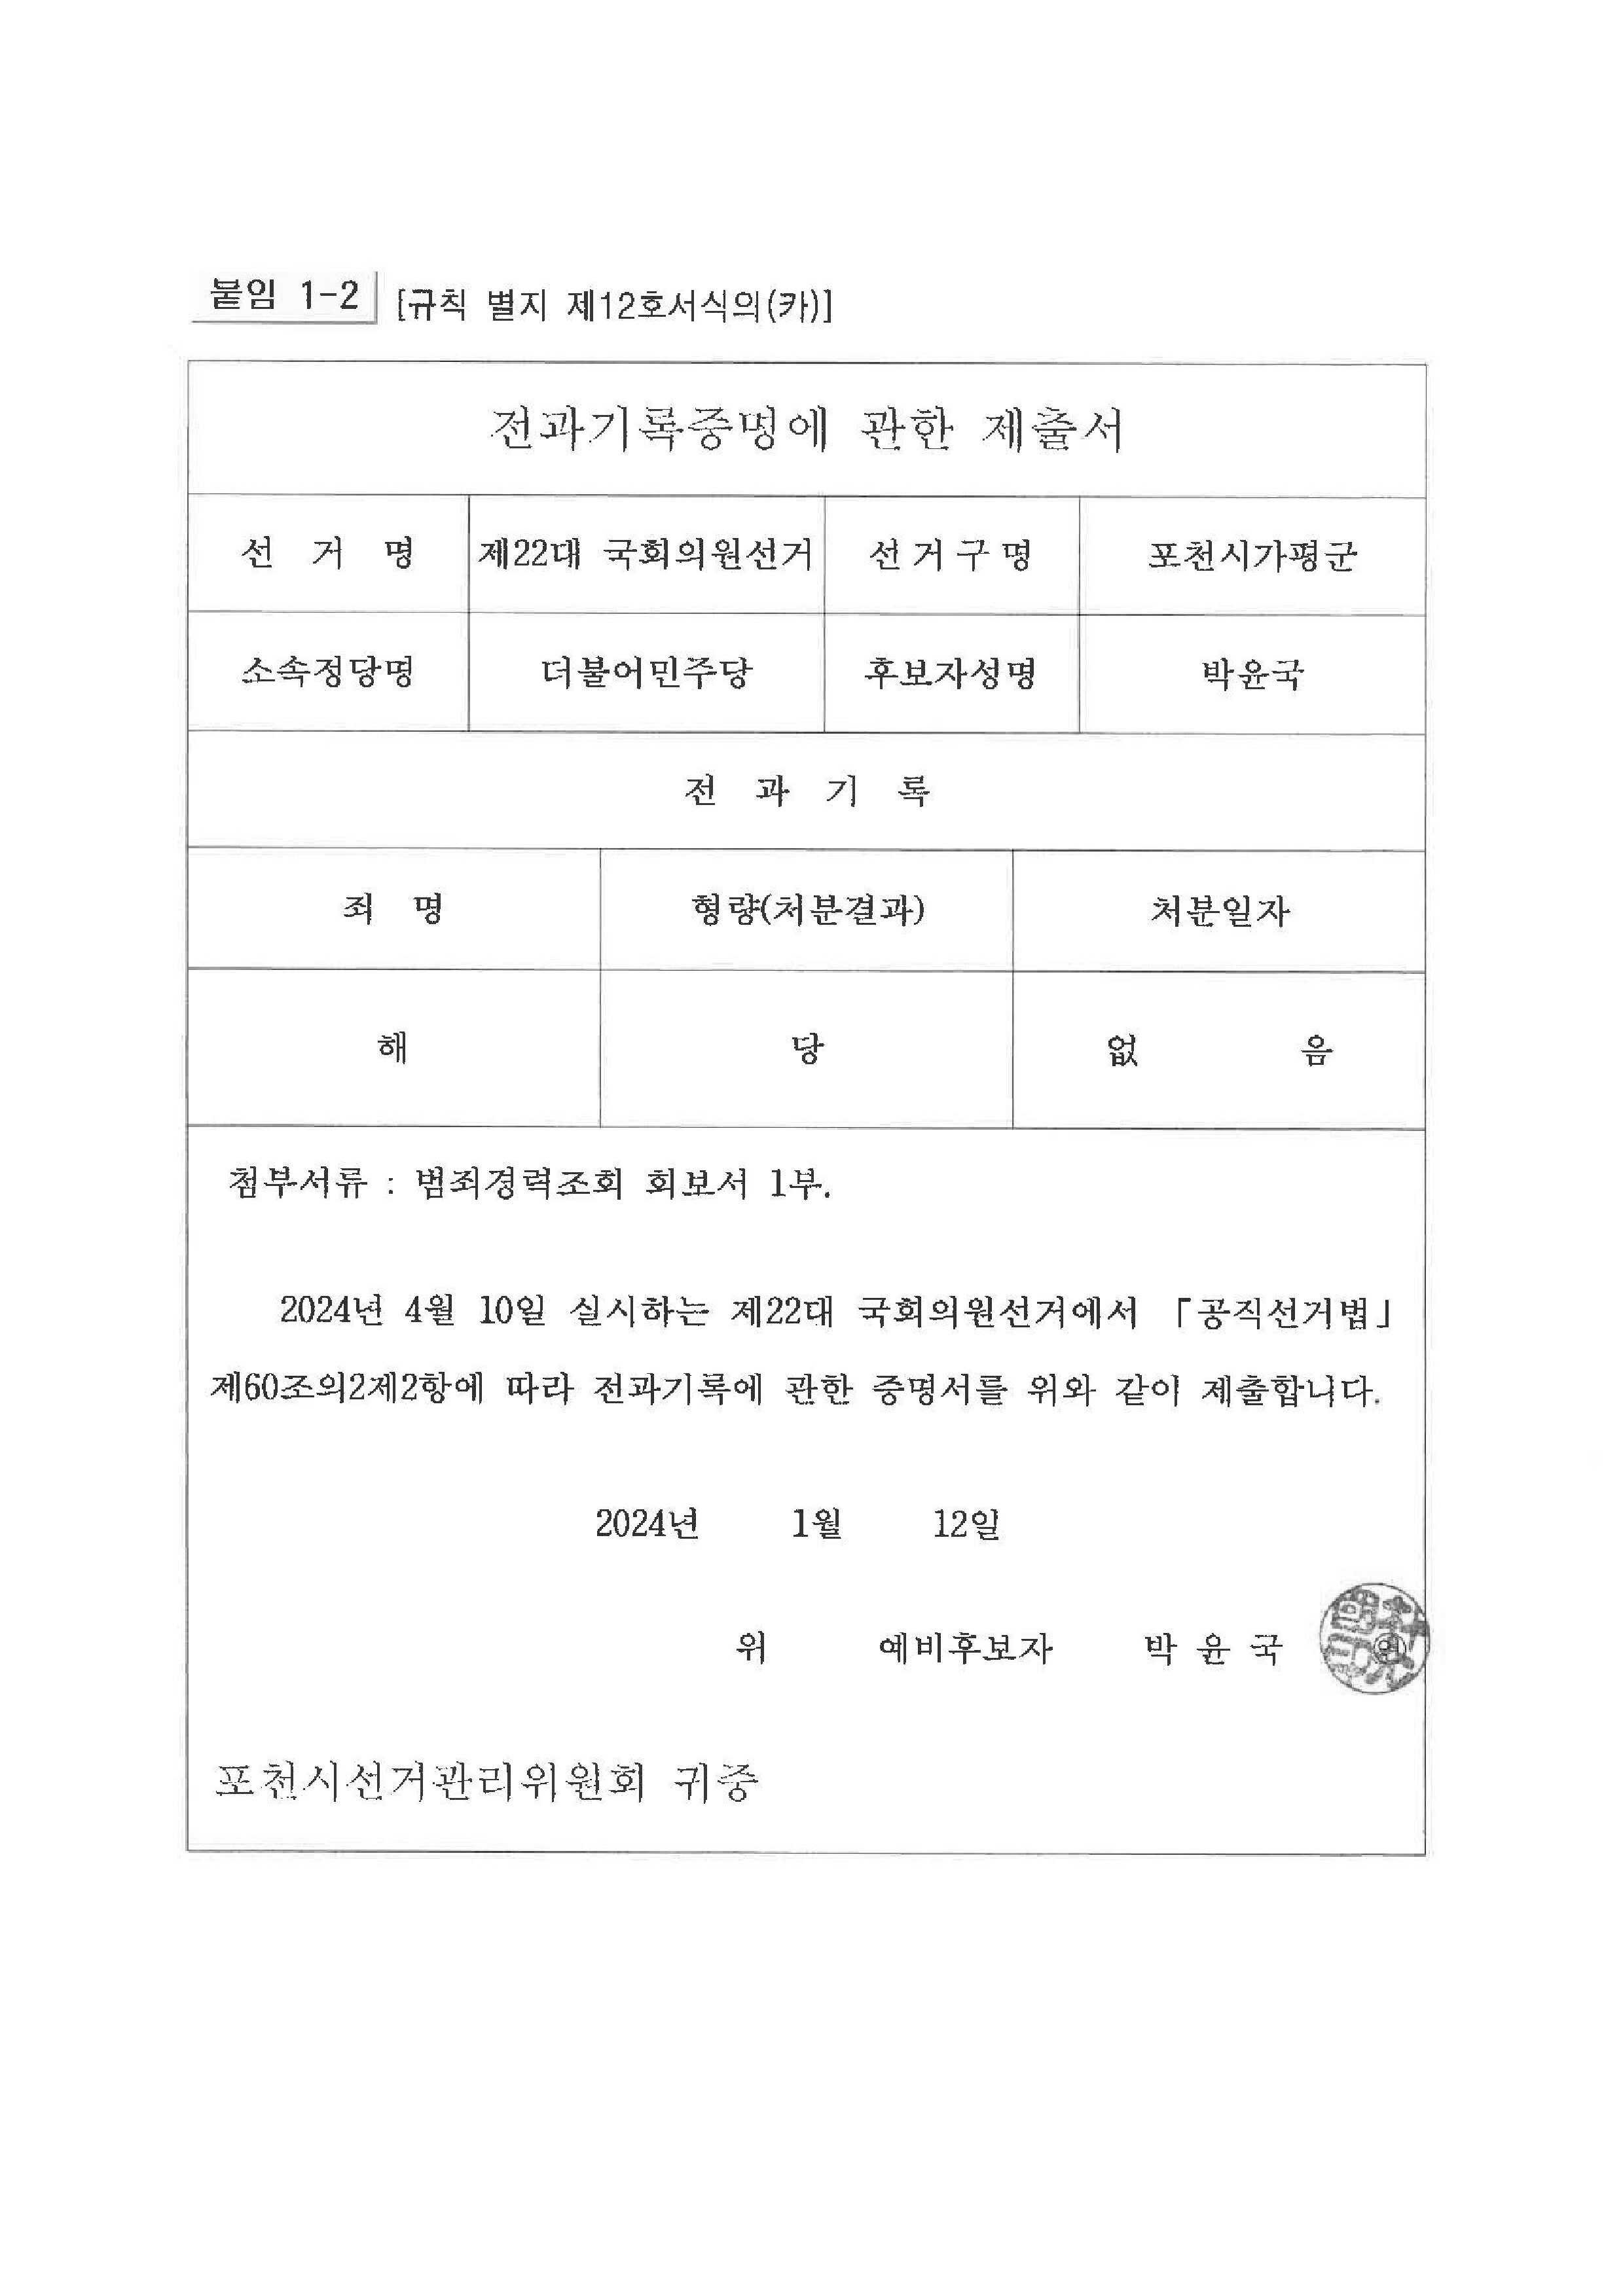 붙임 1-2 [규칙 별지 제12호서식의(카)]
전과기록증명에 관한 제출서
선 거 명 제22대 국회의원선거 선거구명 포천시가평군
소속정당명 더불어민주당 후보자성명 박윤국
전 과 기 록
죄 명 형량(처분결과) 처분일자
해 당 없 음
첨부서류 : 범죄경력조회 회보서 1부.
2024년 4월 10일 실시하는 제22대 국회의원선거에서 「공직선거법」
제60조의2제2항에 따라 전과기록에 관한 증명서를 위와 같이 제출합니다.
2024년 1월 12일
위 예비후보자 박 윤 국
포천시선거관리위원회 귀중